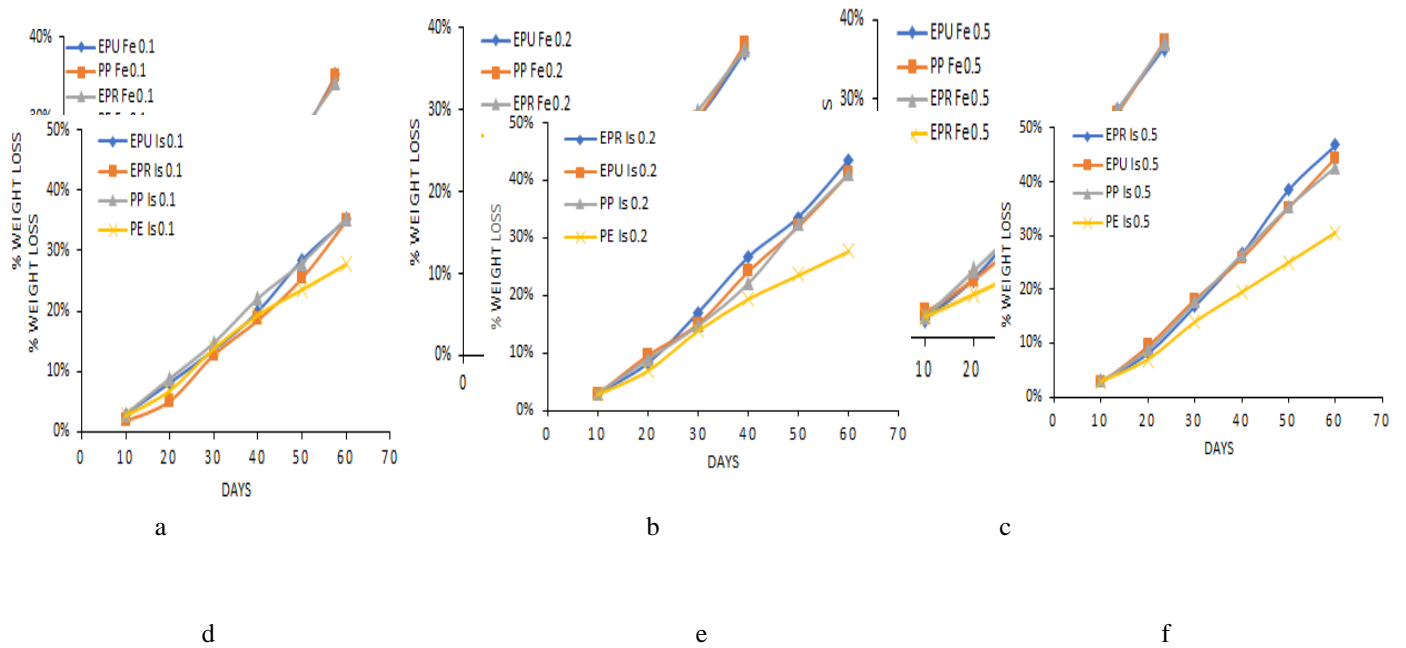 40%
EPU Fe 0.1
PP Fe 0.1
EPR Fe 0.1
% WEIGHT LOSS
50%
40%
30%
20%
10%
0%
EPU Is 0.1
EPR Is 0.1
PP Is 0.1
PE Is 0.1
% WEIGHT LOSS
0 10 20 30 40 50 60 70
DAYS
40%
30%
20%
10%
0%
0
EPU Fe 0.2
PP Fe 0.2
EPR Fe 0.2
% WEIGHT LOSS
50%
40%
30%
20%
10%
0%
EPR Is 0.2
EPU Is 0.2
PP Is 0.2
PE Is 0.2
% WEIGHT LOSS
0 10 20 30 40 50 60 70
DAYS
40%
30%
S
EPU Fe 0.5
PP Fe 0.5
EPR Fe 0.5
EPR Fe 0.5
10 20
50%
40%
30%
20%
10%
0%
EPR Is 0.5
EPU Is 0.5
PP Is 0.5
PE Is 0.5
% WEIGHT LOSS
0 10 20 30 40 50 60 70
DAYS
a b c
d e f